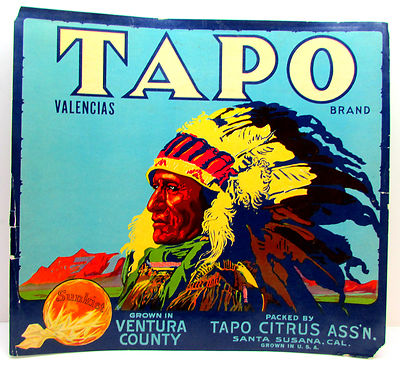 TAPO
VALENCIAS
BRAND
Sunkist
GROWN IN
VENTURA
COUNTY
PACKED BY
TAPO CITRUS ASS'N.
SANTA SUSANA, CAL.
GROWN IN U.S.A.